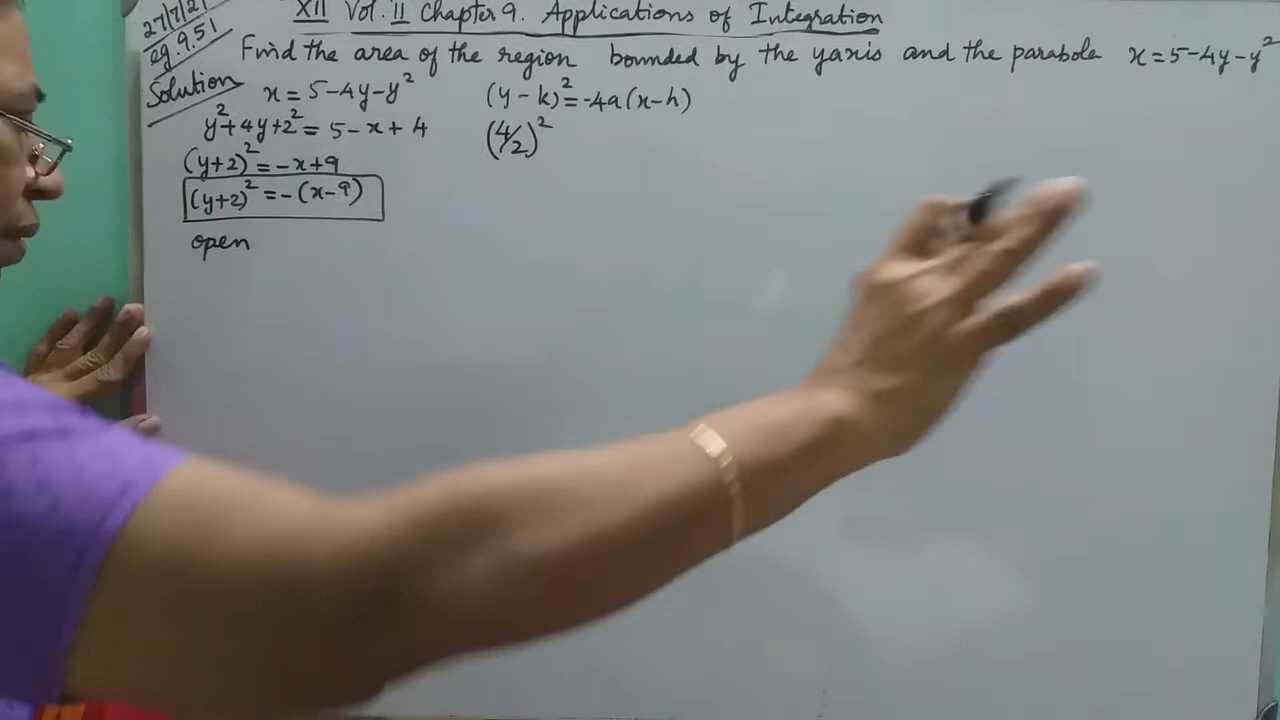 27/7/21
eg.9.51
XII Vol. II Chapter 9. Applications of Integration
Find the area of the region bounded by the yaxis and the parabola x=5-4y-y²
Solution
x=5-4y-y²
y²+4y+2²=5-x+4
(y+2)²=-x+9
(y+2)²=-(x-9)
open
(y-k)²=-4a(x-h)
(4/2)²